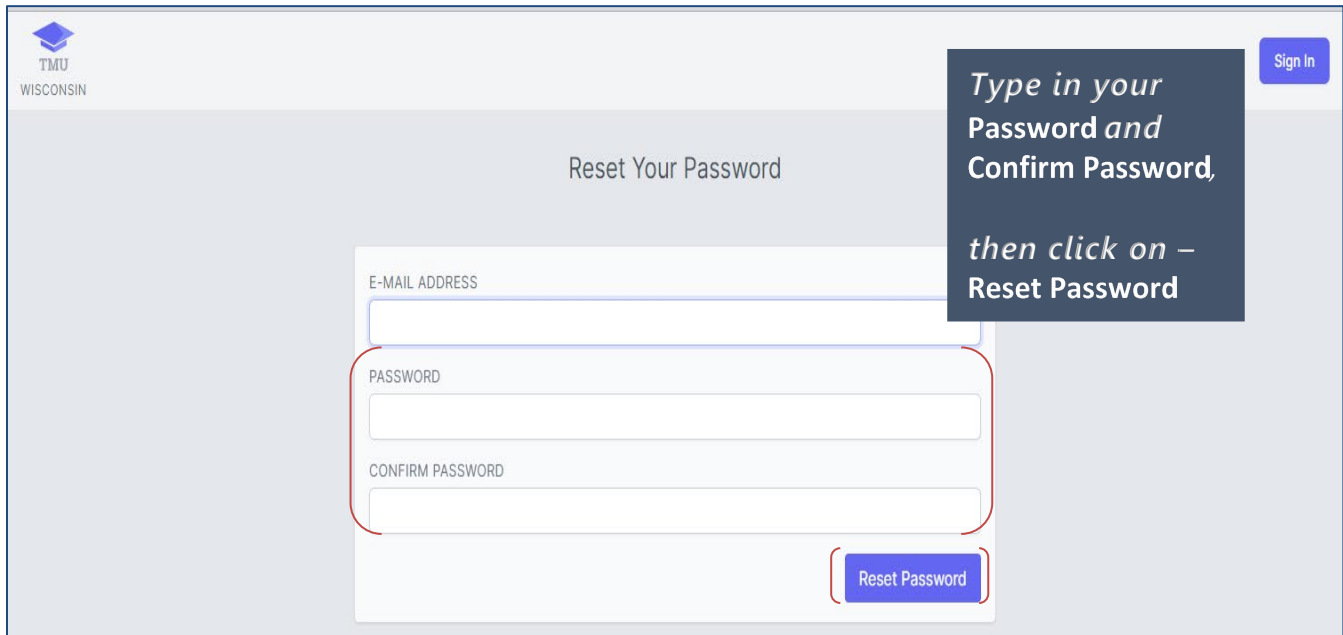 TMU
WISCONSIN
Sign In
Type in your
Password and
Confirm Password,
then click on –
Reset Password
Reset Your Password
E-MAIL ADDRESS
PASSWORD
CONFIRM PASSWORD
Reset Password